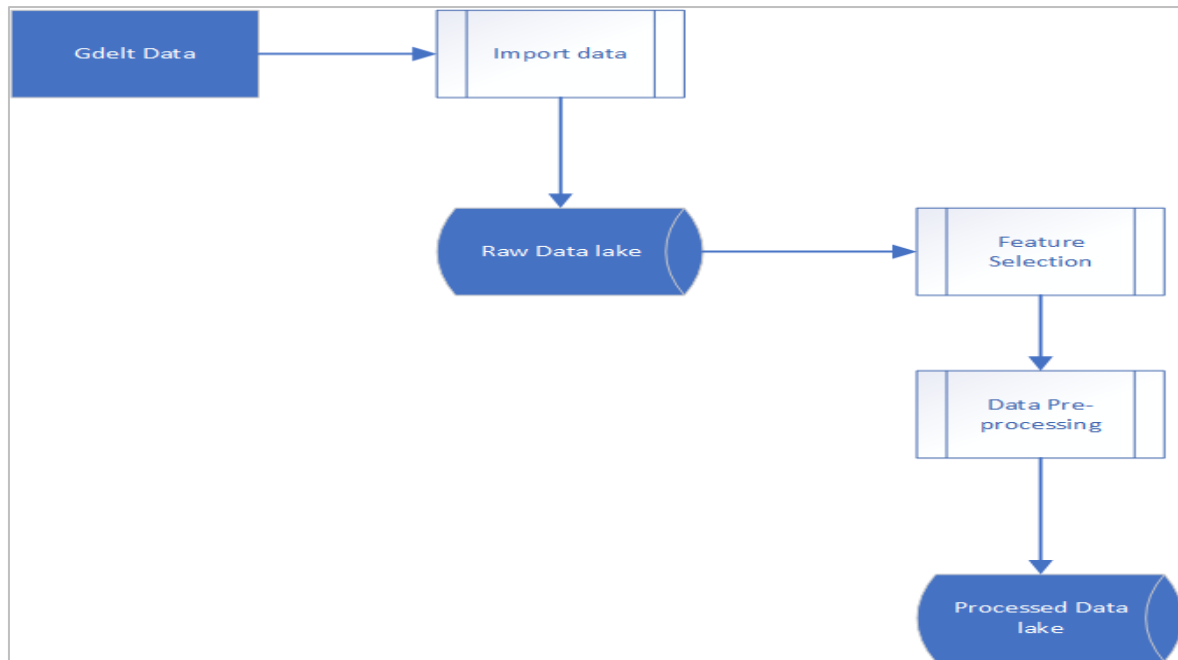 Gdelt Data
Import data
Raw Data lake
Feature
Selection
Data Pre-
processing
Processed Data
lake